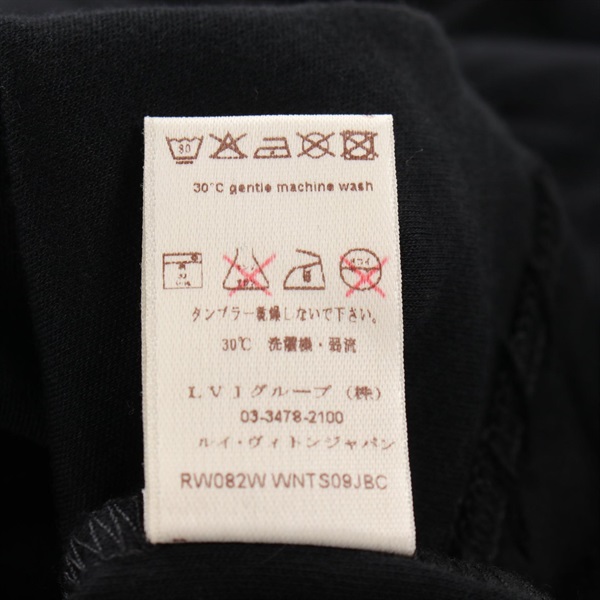 30°C gentle machine wash
タンブラー乾燥しないで下さい。
30℃ 洗濯機・弱流
LVJグループ(株)
03-3478-2100
ルイ・ヴィトンジャパン
RW082W WNTS09JBC